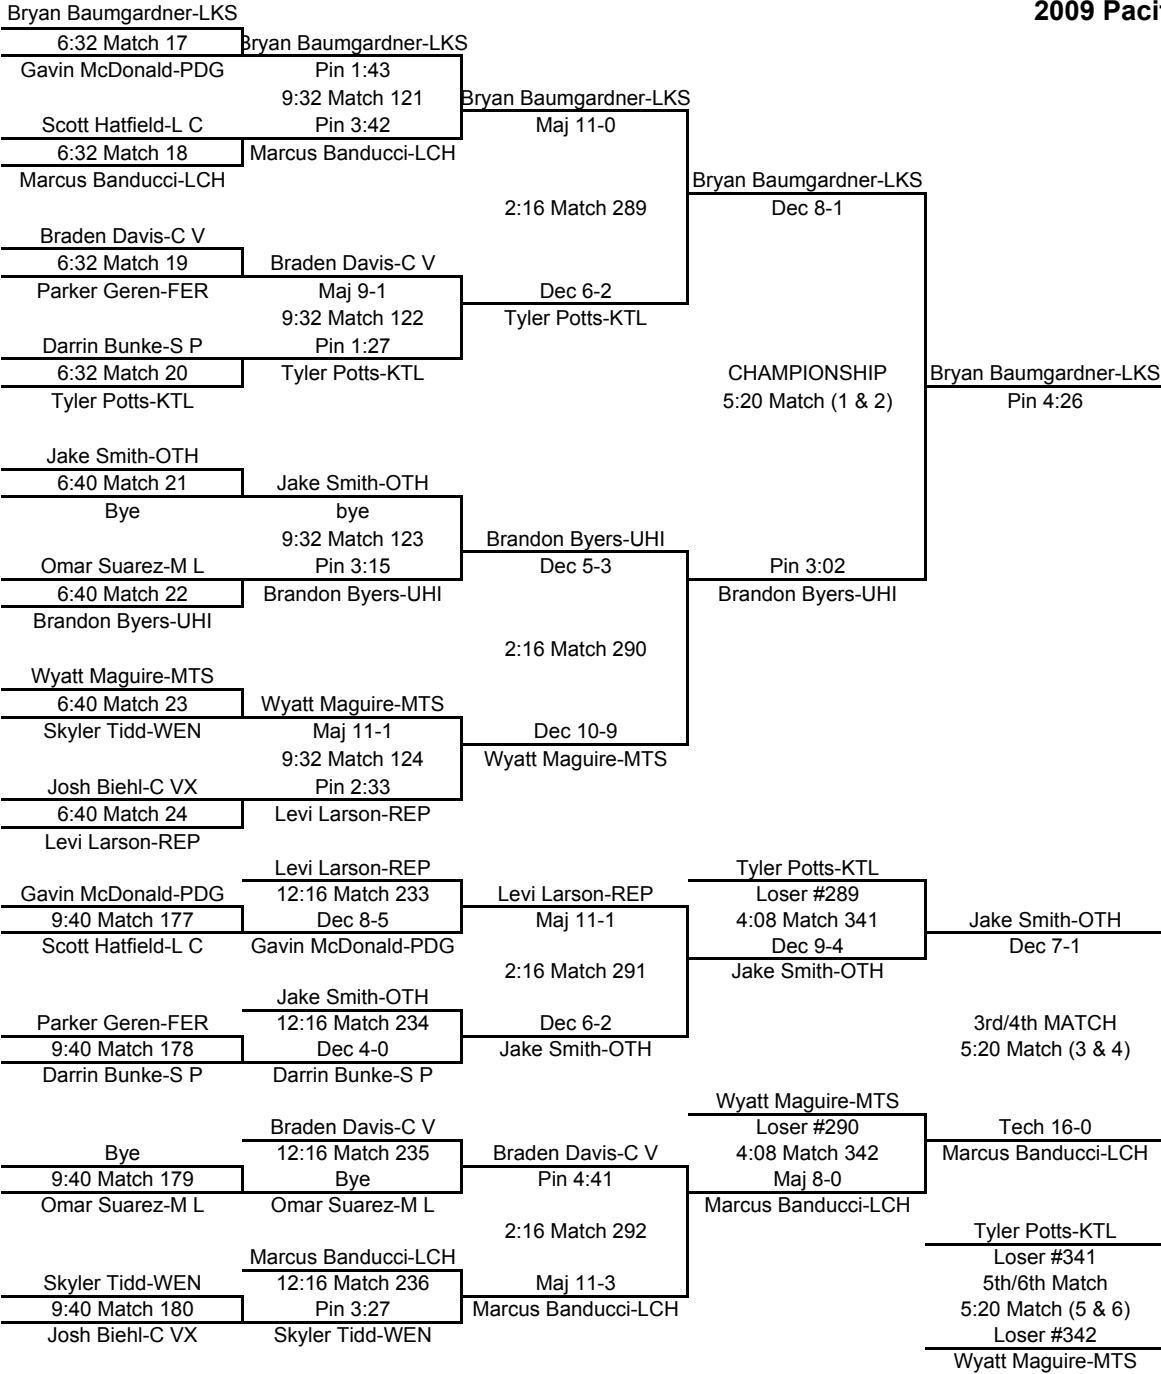 2009 Paci
Bryan Baumgardner-LKS
6:32 Match 17
Bryan Baumgardner-LKS
Gavin McDonald-PDG
Pin 1:43
9:32 Match 121
Bryan Baumgardner-LKS
Scott Hatfield-L C
Pin 3:42
Maj 11-0
6:32 Match 18
Marcus Banducci-LCH
Marcus Banducci-LCH
Bryan Baumgardner-LKS
2:16 Match 289
Dec 8-1
Braden Davis-C V
6:32 Match 19
Braden Davis-C V
Parker Geren-FER
Maj 9-1
Dec 6-2
9:32 Match 122
Tyler Potts-KTL
Darrin Bunke-S P
Pin 1:27
6:32 Match 20
Tyler Potts-KTL
CHAMPIONSHIP
Bryan Baumgardner-LKS
Tyler Potts-KTL
5:20 Match (1 & 2)
Pin 4:26
Jake Smith-OTH
6:40 Match 21
Jake Smith-OTH
Bye
bye
9:32 Match 123
Brandon Byers-UHI
Omar Suarez-M L
Pin 3:15
Dec 5-3
Pin 3:02
6:40 Match 22
Brandon Byers-UHI
Brandon Byers-UHI
Brandon Byers-UHI
2:16 Match 290
Wyatt Maguire-MTS
6:40 Match 23
Wyatt Maguire-MTS
Skyler Tidd-WEN
Maj 11-1
Dec 10-9
9:32 Match 124
Wyatt Maguire-MTS
Josh Biehl-C VX
Pin 2:33
6:40 Match 24
Levi Larson-REP
Levi Larson-REP
Levi Larson-REP
Tyler Potts-KTL
Gavin McDonald-PDG
12:16 Match 233
Levi Larson-REP
Loser #289
9:40 Match 177
Dec 8-5
Maj 11-1
4:08 Match 341
Jake Smith-OTH
Scott Hatfield-L C
Gavin McDonald-PDG
Dec 9-4
Dec 7-1
2:16 Match 291
Jake Smith-OTH
Jake Smith-OTH
Parker Geren-FER
12:16 Match 234
Dec 6-2
3rd/4th MATCH
9:40 Match 178
Dec 4-0
Jake Smith-OTH
5:20 Match (3 & 4)
Darrin Bunke-S P
Darrin Bunke-S P
Wyatt Maguire-MTS
Braden Davis-C V
Loser #290
Tech 16-0
Bye
12:16 Match 235
Braden Davis-C V
4:08 Match 342
Marcus Banducci-LCH
9:40 Match 179
Bye
Pin 4:41
Maj 8-0
Omar Suarez-M L
Omar Suarez-M L
Marcus Banducci-LCH
2:16 Match 292
Tyler Potts-KTL
Marcus Banducci-LCH
Loser #341
Skyler Tidd-WEN
12:16 Match 236
Maj 11-3
5th/6th Match
9:40 Match 180
Pin 3:27
Marcus Banducci-LCH
5:20 Match (5 & 6)
Josh Biehl-C VX
Skyler Tidd-WEN
Loser #342
Wyatt Maguire-MTS